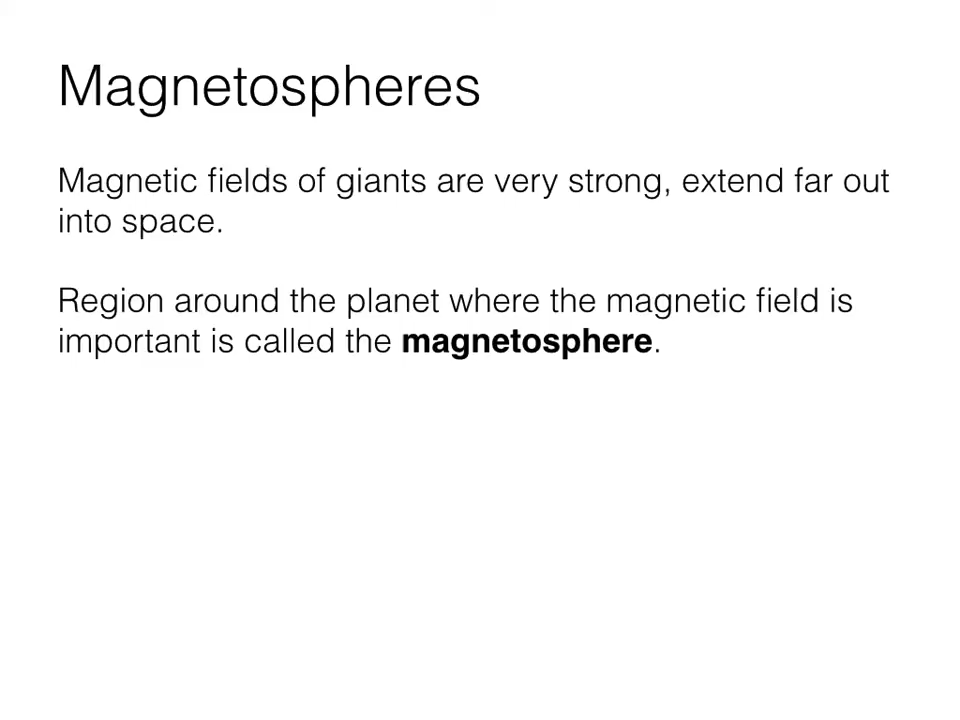 Magnetospheres
Magnetic fields of giants are very strong, extend far out
into space.
Region around the planet where the magnetic field is
important is called the magnetosphere.